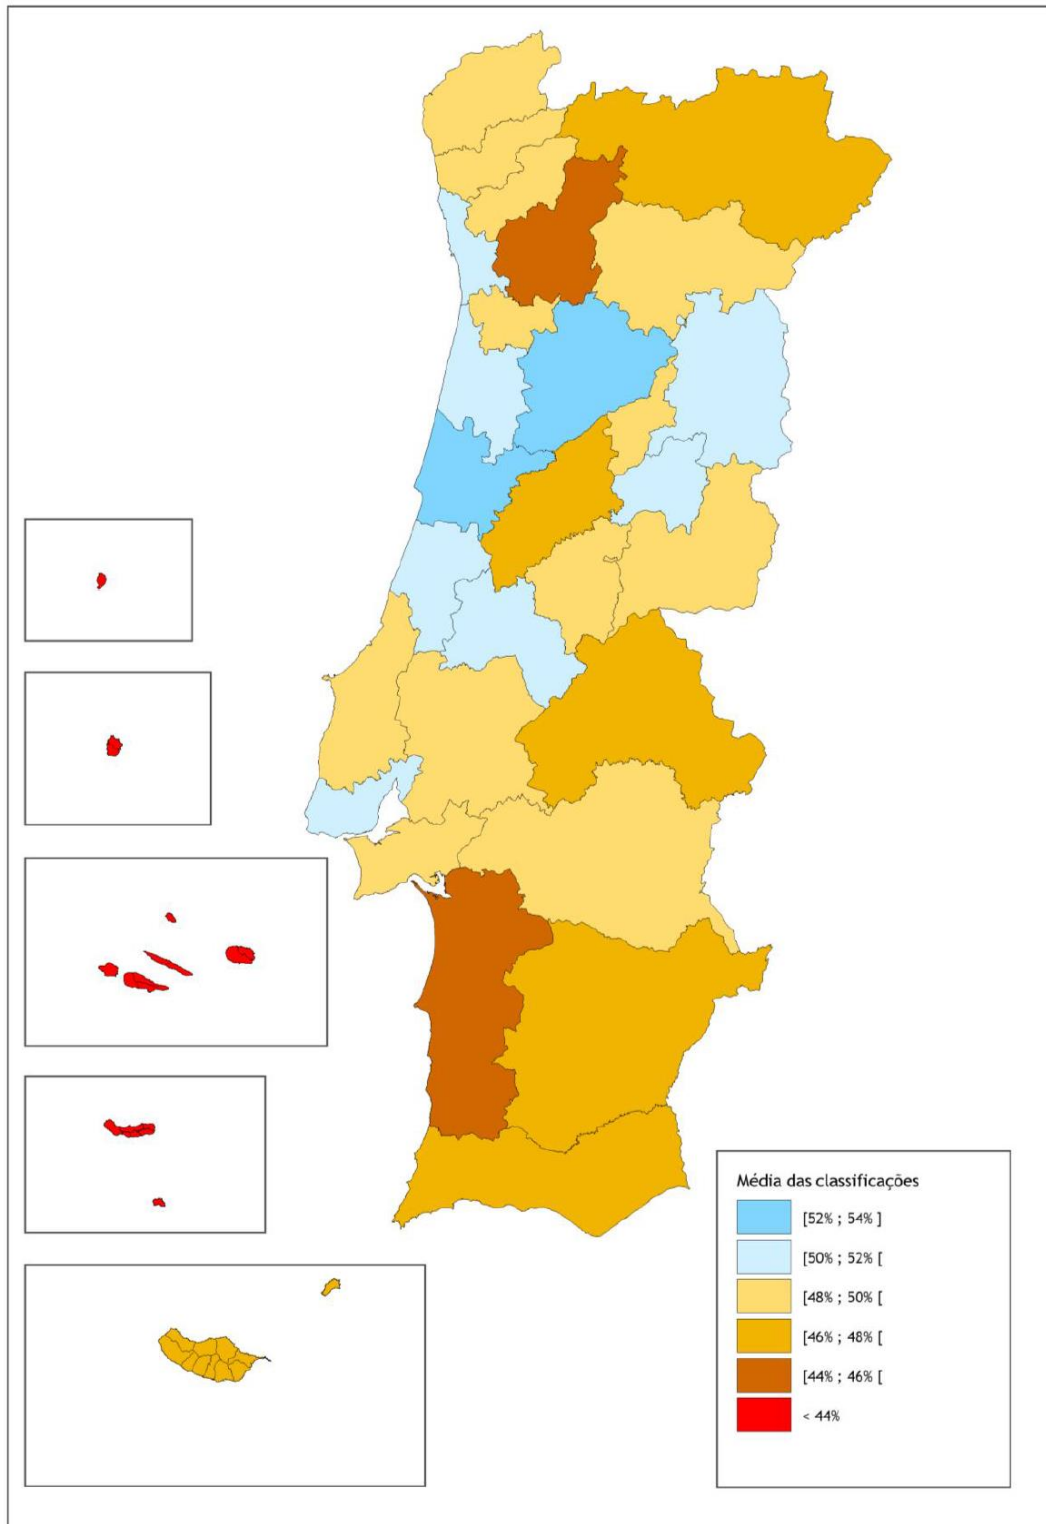 Média das classificações
[52% ; 54% ]
[50% ; 52% [
[48% ; 50% [
[46% ; 48% [
[44% ; 46% [
< 44%